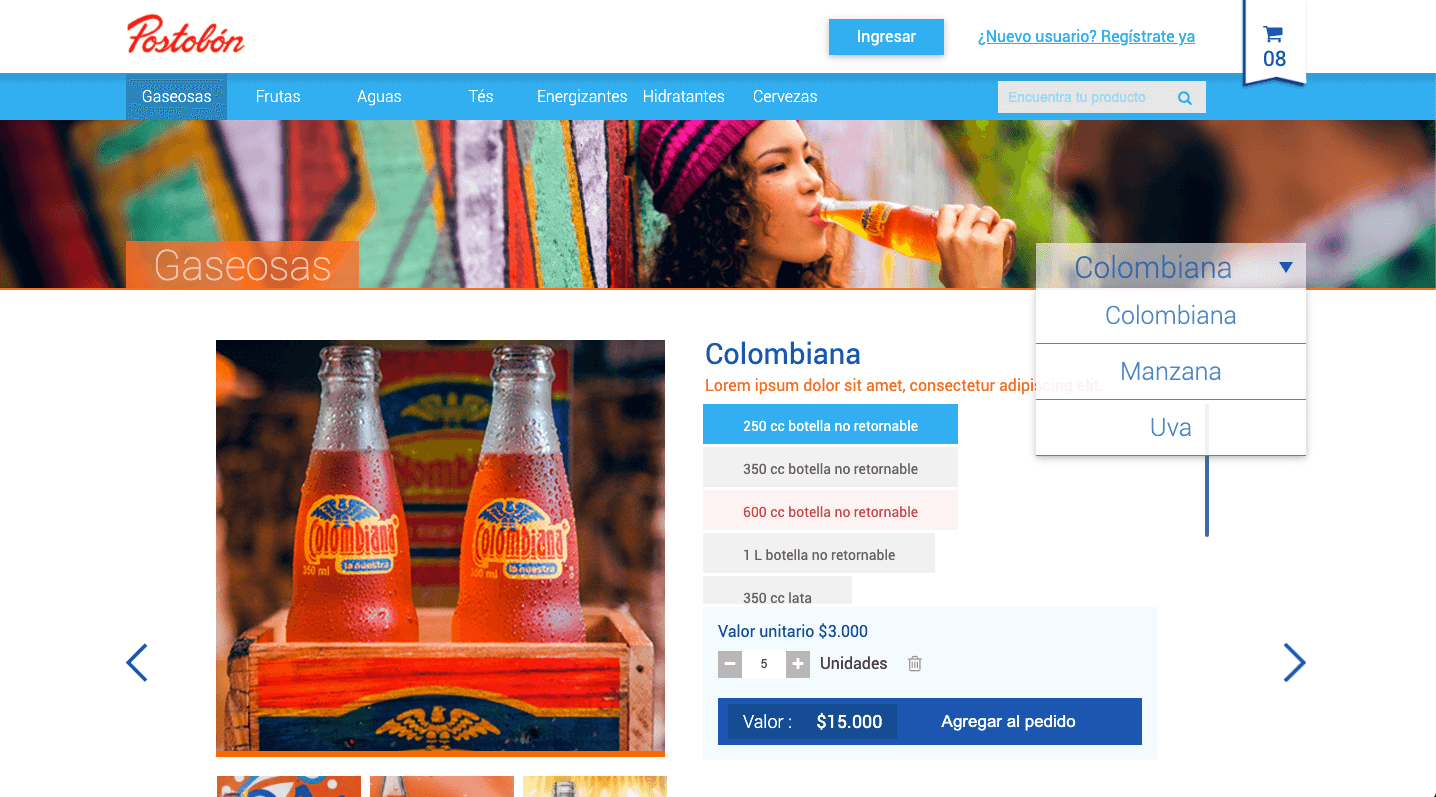 Postobón
Ingresar
¿Nuevo usuario? Regístrate ya
08
Gaseosas
Frutas
Aguas
Tés
Energizantes
Hidratantes
Cervezas
Encuentra tu producto
Gaseosas
Colombiana
Colombiana
Manzana
Uva
Colombiana
Lorem ipsum dolor sit amet, consectetur adipiscing elit.
250 cc botella no retornable
350 cc botella no retornable
600 cc botella no retornable
1 L botella no retornable
350 cc lata
Colombiana
la nuestra
350 ml
Colombiana
la nuestra
Valor unitario $3.000
5
Unidades
Valor :
$15.000
Agregar al pedido